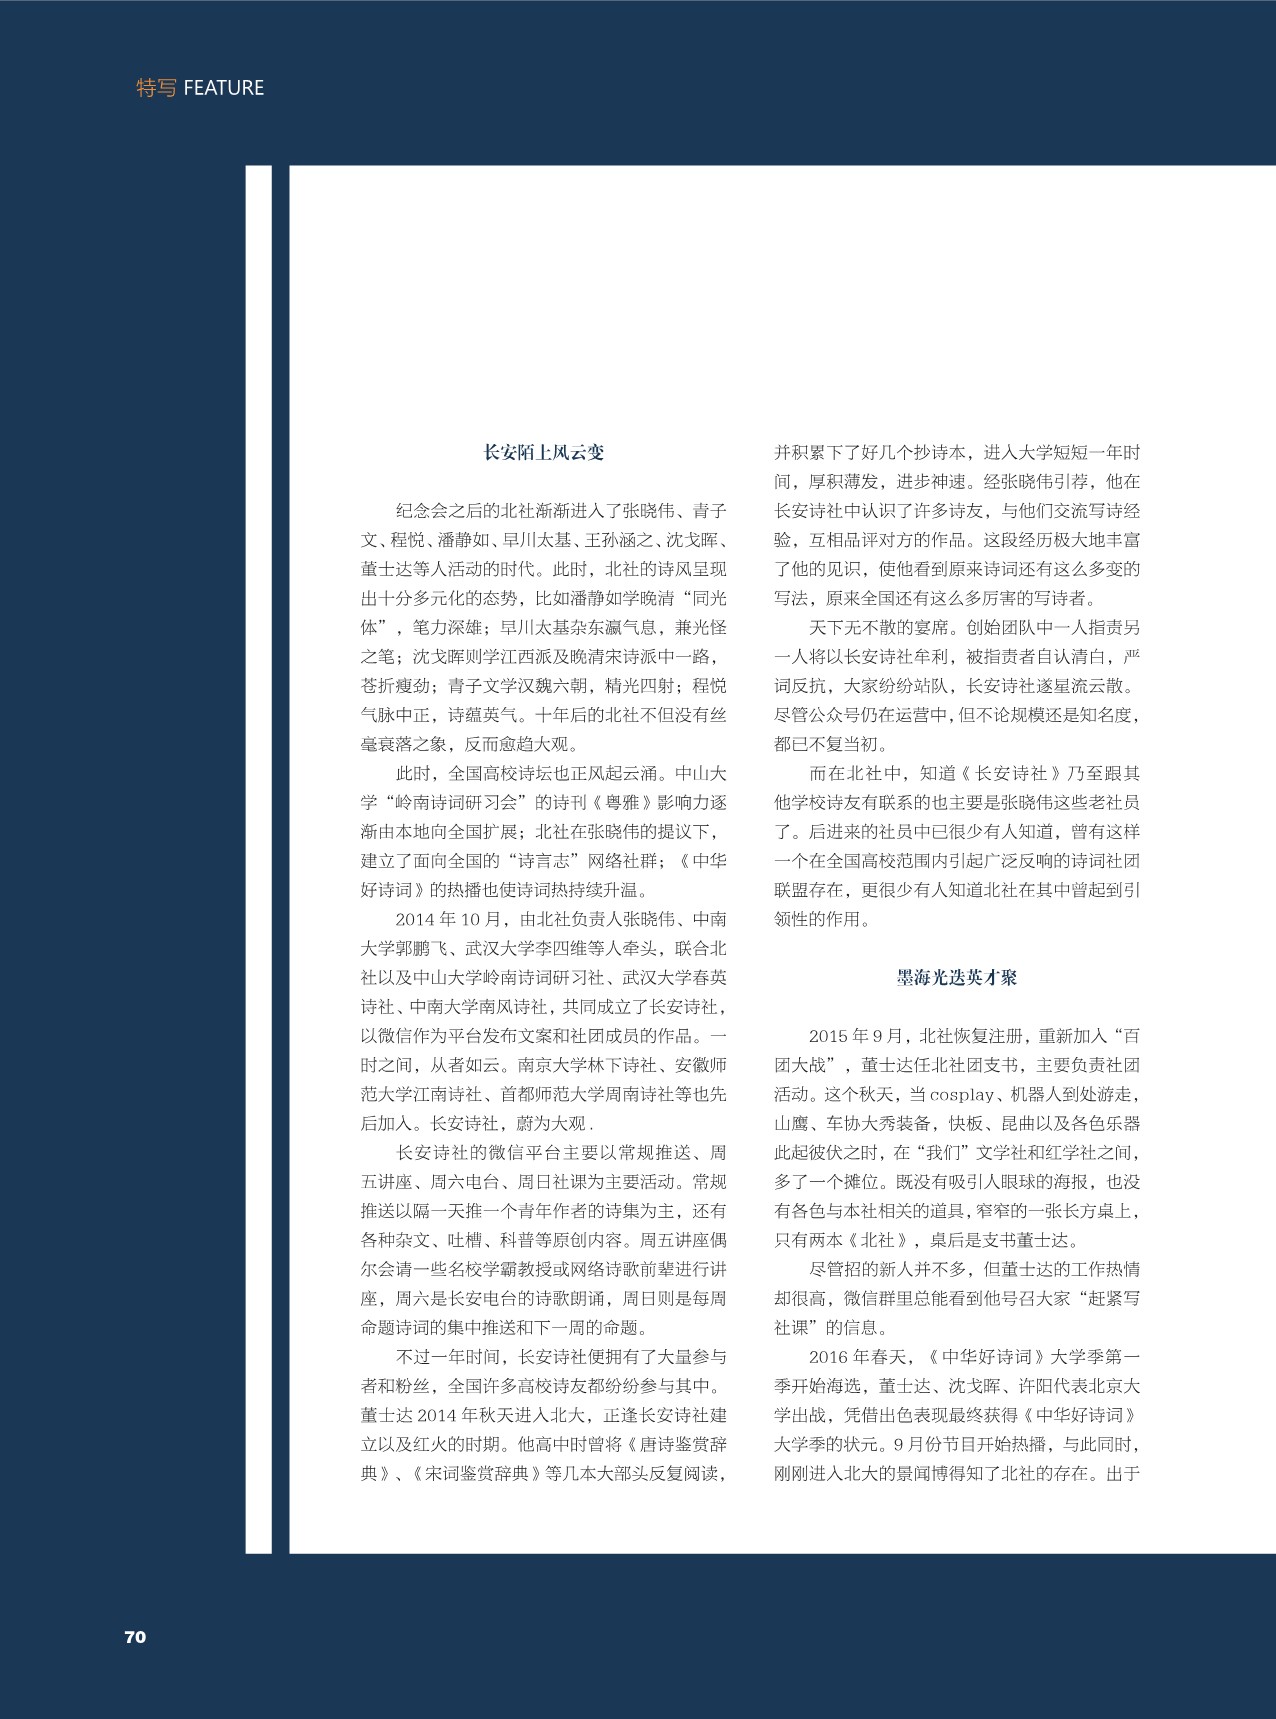 特写 FEATURE
长安陌上风云变
纪念会之后的北社渐渐进入了张晓伟、青子
文、程悦、潘静如、早川太基、王孙涵之、沈戈晖、
董士达等人活动的时代。此时，北社的诗风呈现
出十分多元化的态势，比如潘静如学晚清“同光
体”，笔力深雄；早川太基杂东瀛气息，兼光怪
之笔；沈戈晖则学江西派及晚清宋诗派中一路，
苍折瘦劲；青子文学汉魏六朝，精光四射；程悦
气脉中正，诗蕴英气。十年后的北社不但没有丝
毫衰落之象，反而愈趋大观。
此时，全国高校诗坛也正风起云涌。中山大
学“岭南诗词研习会”的诗刊《粤雅》影响力逐
渐由本地向全国扩展；北社在张晓伟的提议下，
建立了面向全国的“诗言志”网络社群；《中华
好诗词》的热播也使诗词热持续升温。
2014 年 10 月，由北社负责人张晓伟、中南
大学郭鹏飞、武汉大学李四维等人牵头，联合北
社以及中山大学岭南诗词研习社、武汉大学春英
诗社、中南大学南风诗社，共同成立了长安诗社，
以微信作为平台发布文案和社团成员的作品。一
时之间，从者如云。南京大学林下诗社、安徽师
范大学江南诗社、首都师范大学周南诗社等也先
后加入。长安诗社，蔚为大观 .
长安诗社的微信平台主要以常规推送、周
五讲座、周六电台、周日社课为主要活动。常规
推送以隔一天推一个青年作者的诗集为主，还有
各种杂文、吐槽、科普等原创内容。周五讲座偶
尔会请一些名校学霸教授或网络诗歌前辈进行讲
座，周六是长安电台的诗歌朗诵，周日则是每周
命题诗词的集中推送和下一周的命题。
不过一年时间，长安诗社便拥有了大量参与
者和粉丝，全国许多高校诗友都纷纷参与其中。
董士达 2014 年秋天进入北大，正逢长安诗社建
立以及红火的时期。他高中时曾将《唐诗鉴赏辞
典》、《宋词鉴赏辞典》等几本大部头反复阅读，
并积累下了好几个抄诗本，进入大学短短一年时
间，厚积薄发，进步神速。经张晓伟引荐，他在
长安诗社中认识了许多诗友，与他们交流写诗经
验，互相品评对方的作品。这段经历极大地丰富
了他的见识，使他看到原来诗词还有这么多变的
写法，原来全国还有这么多厉害的写诗者。
天下无不散的宴席。创始团队中一人指责另
一人将以长安诗社牟利，被指责者自认清白，严
词反抗，大家纷纷站队，长安诗社遂星流云散。
尽管公众号仍在运营中，但不论规模还是知名度，
都已不复当初。
而在北社中，知道《长安诗社》乃至跟其
他学校诗友有联系的也主要是张晓伟这些老社员
了。后进来的社员中已很少有人知道，曾有这样
一个在全国高校范围内引起广泛反响的诗词社团
联盟存在，更很少有人知道北社在其中曾起到引
领性的作用。
墨海光迭英才聚
2015 年 9 月，北社恢复注册，重新加入“百
团大战”，董士达任北社团支书，主要负责社团
活动。这个秋天，当 cosplay、机器人到处游走，
山鹰、车协大秀装备，快板、昆曲以及各色乐器
此起彼伏之时，在“我们”文学社和红学社之间，
多了一个摊位。既没有吸引人眼球的海报，也没
有各色与本社相关的道具，窄窄的一张长方桌上，
只有两本《北社》，桌后是支书董士达。
尽管招的新人并不多，但董士达的工作热情
却很高，微信群里总能看到他号召大家“赶紧写
社课”的信息。
2016 年春天，《中华好诗词》大学季第一
季开始海选，董士达、沈戈晖、许阳代表北京大
学出战，凭借出色表现最终获得《中华好诗词》
大学季的状元。9 月份节目开始热播，与此同时，
刚刚进入北大的景闻博得知了北社的存在。出于
70